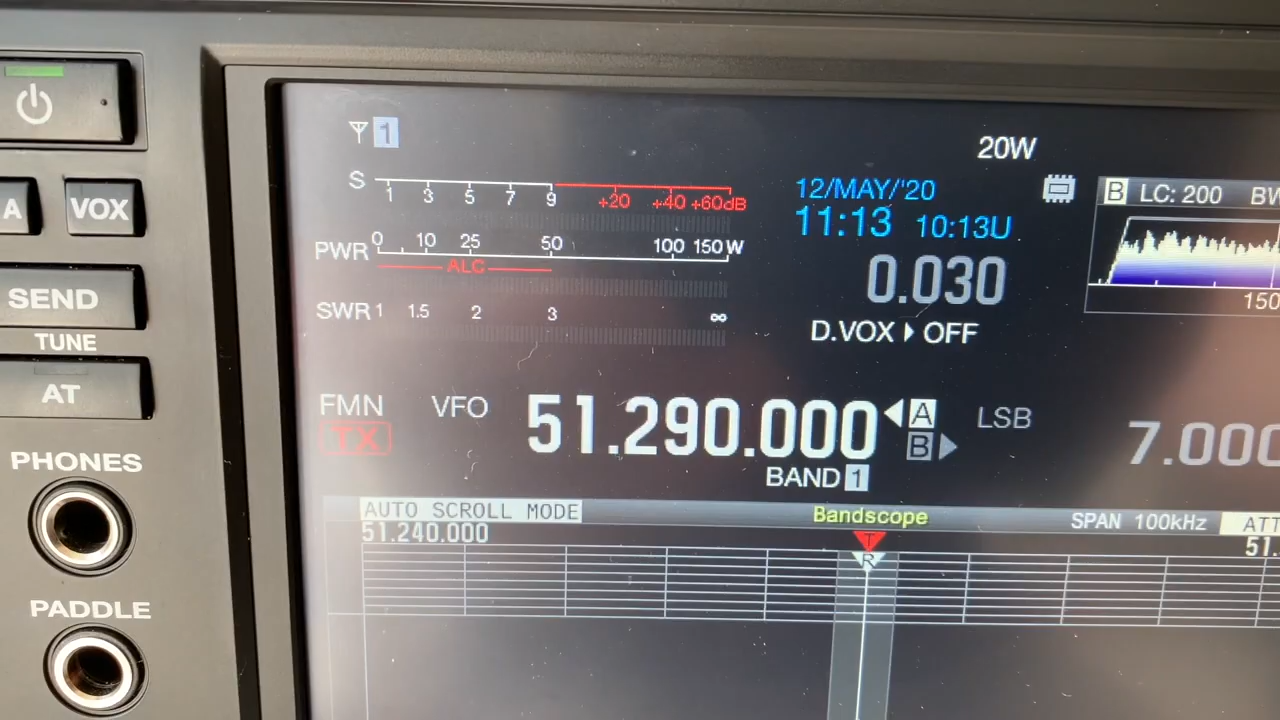 A
VOX
SEND
TUNE
AT
PHONES
PADDLE
1
20W
S 1 3 5 7 9 +20 +40 +60dB
PWR 0 10 25 50 100 150 W
ALC
SWR 1 1.5 2 3 ∞
12/MAY/'20
11:13 10:13U
0.030
D.VOX OFF
B LC: 200 BW
150
FMN VFO 51.290.000 A LSB
TX B 7.000
BAND 1
AUTO SCROLL MODE Bandscope SPAN 100kHz ATT
51.240.000 51.
T
R